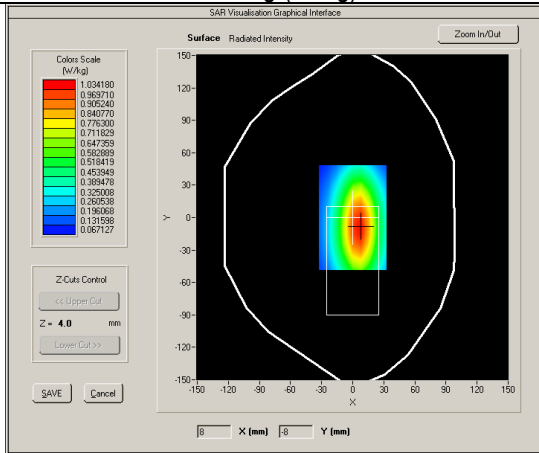 SAR Visualisation Graphical Interface
Surface Radiated Intensity
Zoom In/Out
Colors Scale
(W/kg)
1.034180
0.969710
0.905240
0.840770
0.776300
0.711829
0.647359
0.582889
0.518419
0.453949
0.389478
0.325008
0.260538
0.196068
0.131598
0.067127
Z-Cuts Control
<< Upper Cut
Z = 4.0 mm
Lower Cut >>
SAVE
Cancel
150
120
90
60
30
0
-30
-60
-90
-120
-150
Y
-150 -120 -90 -60 -30 0 30 60 90 120 150
X
8 X (mm) -8 Y (mm)